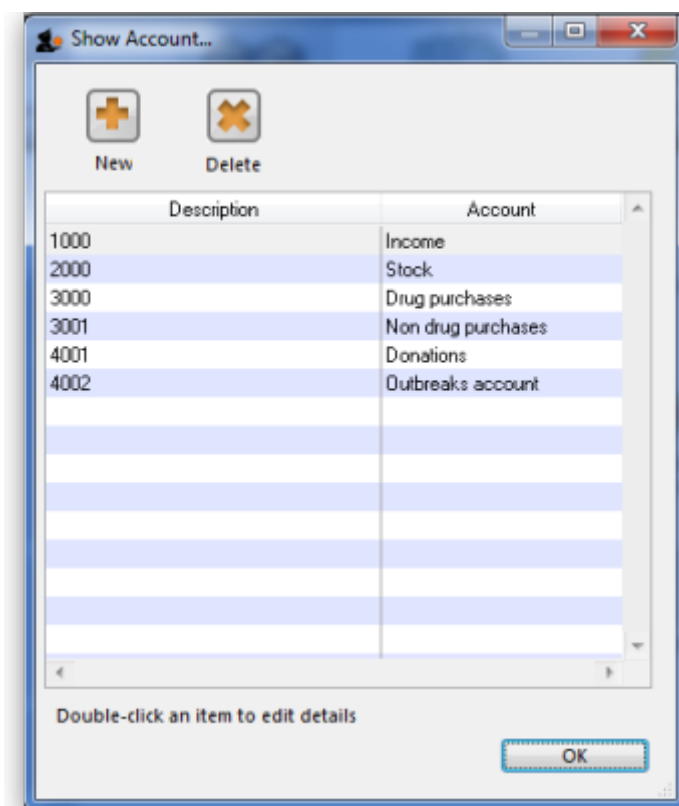 Show Account...
New Delete
Description Account
1000 Income
2000 Stock
3000 Drug purchases
3001 Non drug purchases
4001 Donations
4002 Outbreaks account
Double-click an item to edit details
OK